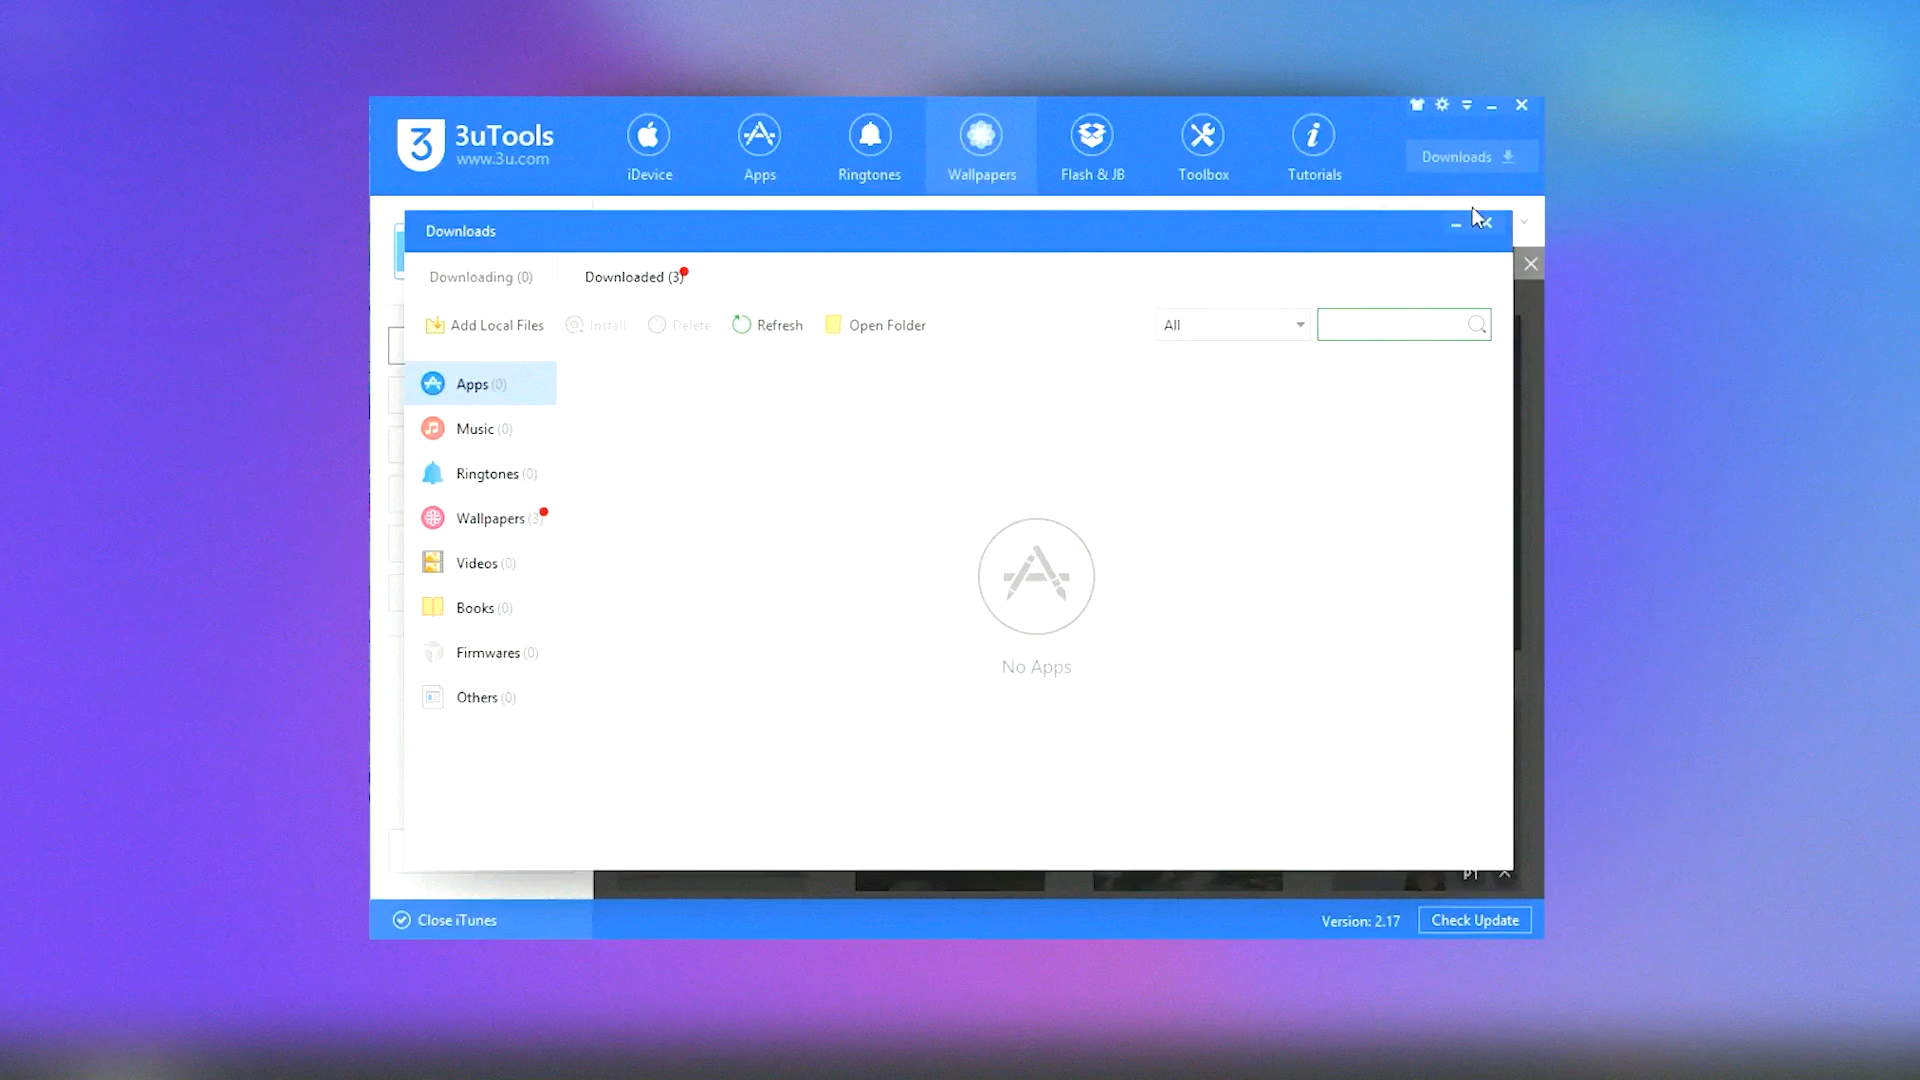 3 3uTools
www.3u.com
iDevice
Apps
Ringtones
Wallpapers
Flash & JB
Toolbox
Tutorials
Downloads
Downloads
Downloading (0)
Downloaded (3)
Add Local Files
Install
Delete
Refresh
Open Folder
All
Apps (0)
Music (0)
Ringtones (0)
Wallpapers (3)
Videos (0)
Books (0)
Firmwares (0)
Others (0)
No Apps
Close iTunes
Version: 2.17
Check Update